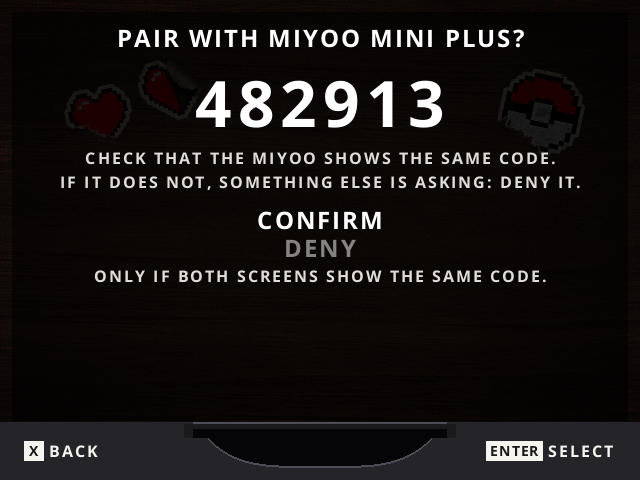 PAIR WITH MIYOO MINI PLUS?
482913
CHECK THAT THE MIYOO SHOWS THE SAME CODE.
IF IT DOES NOT, SOMETHING ELSE IS ASKING: DENY IT.
CONFIRM
DENY
ONLY IF BOTH SCREENS SHOW THE SAME CODE.
X BACK
ENTER SELECT